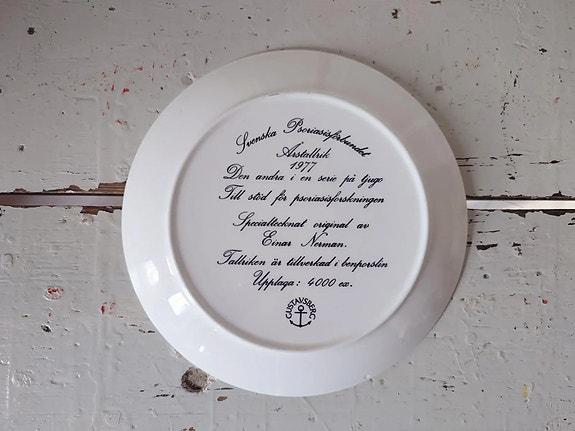 Svenska Psoriasisförbundet
Årstallrik
1977
Den andra i en serie på tjugo
Till stöd för psoriasisforskningen
Specialtecknat original av
Einar Nerman.
Tallriken är tillverkad i benporslin
Upplaga: 4000 ex.
GUSTAVSBERG